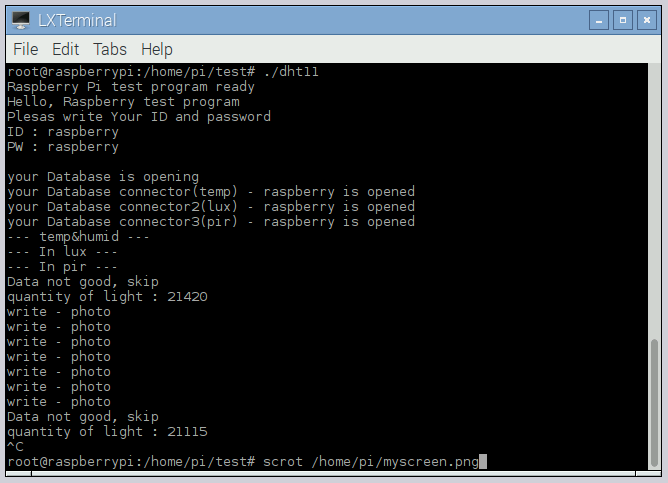 LXTerminal
File Edit Tabs Help
root@raspberrypi:/home/pi/test# ./dht11
Raspberry Pi test program ready
Hello, Raspberry test program
Plesas write Your ID and password
ID : raspberry
PW : raspberry
your Database is opening
your Database connector(temp) - raspberry is opened
your Database connector2(lux) - raspberry is opened
your Database connector3(pir) - raspberry is opened
--- temp&humid ---
--- In lux ---
--- In pir ---
Data not good, skip
quantity of light : 21420
write - photo
write - photo
write - photo
write - photo
write - photo
write - photo
write - photo
Data not good, skip
quantity of light : 21115
^C
root@raspberrypi:/home/pi/test# scrot /home/pi/myscreen.png